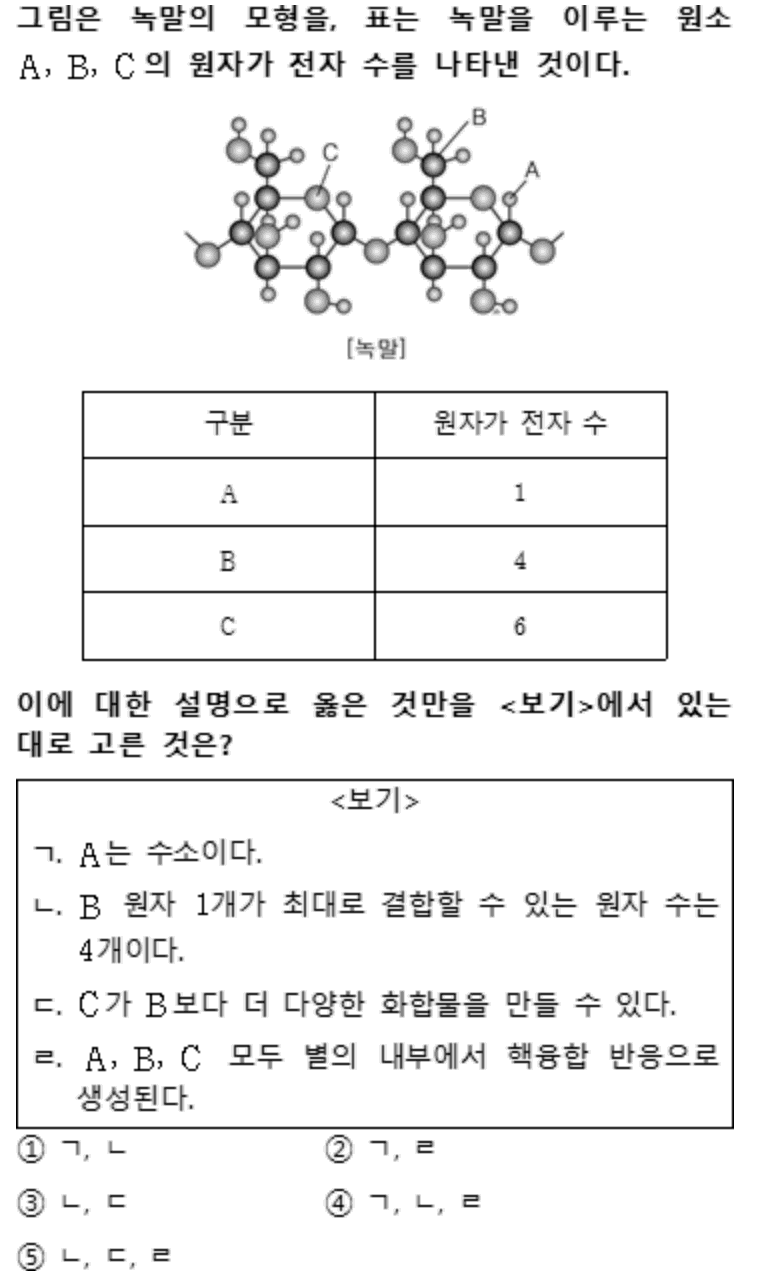 그림은 녹말의 모형을, 표는 녹말을 이루는 원소
A, B, C의 원자가 전자 수를 나타낸 것이다.
B
C
A
[녹말]
구분 원자가 전자 수
A 1
B 4
C 6
이에 대한 설명으로 옳은 것만을 <보기>에서 있는
대로 고른 것은?
<보기>
ㄱ. A는 수소이다.
ㄴ. B 원자 1개가 최대로 결합할 수 있는 원자 수는
4개이다.
ㄷ. C가 B보다 더 다양한 화합물을 만들 수 있다.
ㄹ. A, B, C 모두 별의 내부에서 핵융합 반응으로
생성된다.
① ㄱ, ㄴ ② ㄱ, ㄹ
③ ㄴ, ㄷ ④ ㄱ, ㄴ, ㄹ
⑤ ㄴ, ㄷ, ㄹ